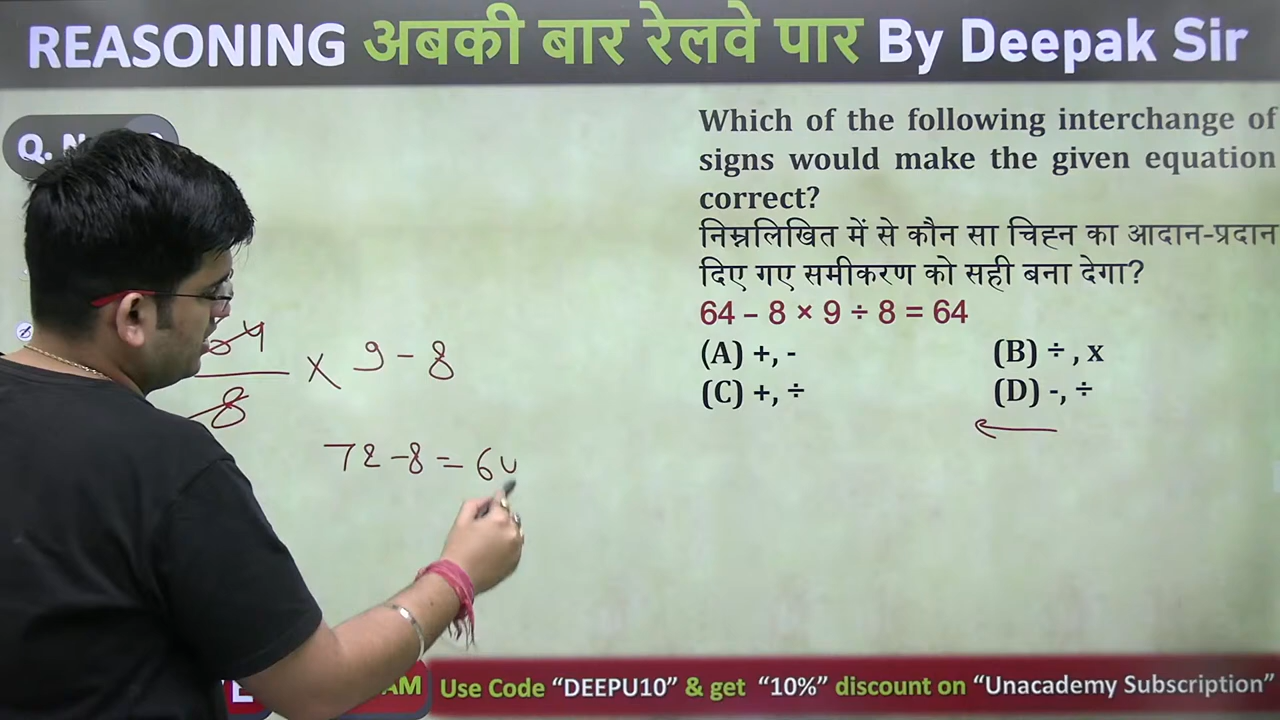 REASONING अबकी बार रेलवे पार By Deepak Sir
Which of the following interchange of
signs would make the given equation
correct?
निम्नलिखित में से कौन सा चिह्न का आदान-प्रदान
दिए गए समीकरण को सही बना देगा?
64 – 8 × 9 ÷ 8 = 64
(A) +, - (B) ÷ , x
(C) +, ÷ (D) -, ÷
8 × 9 - 8
72 - 8 = 64
Use Code “DEEPU10” & get “10%” discount on “Unacademy Subscription”